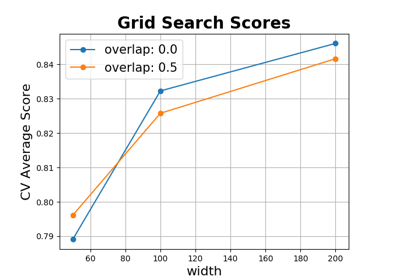 Grid Search Scores
overlap: 0.0
overlap: 0.5
CV Average Score
0.84
0.83
0.82
0.81
0.80
0.79
60 80 100 120 140 160 180 200
width